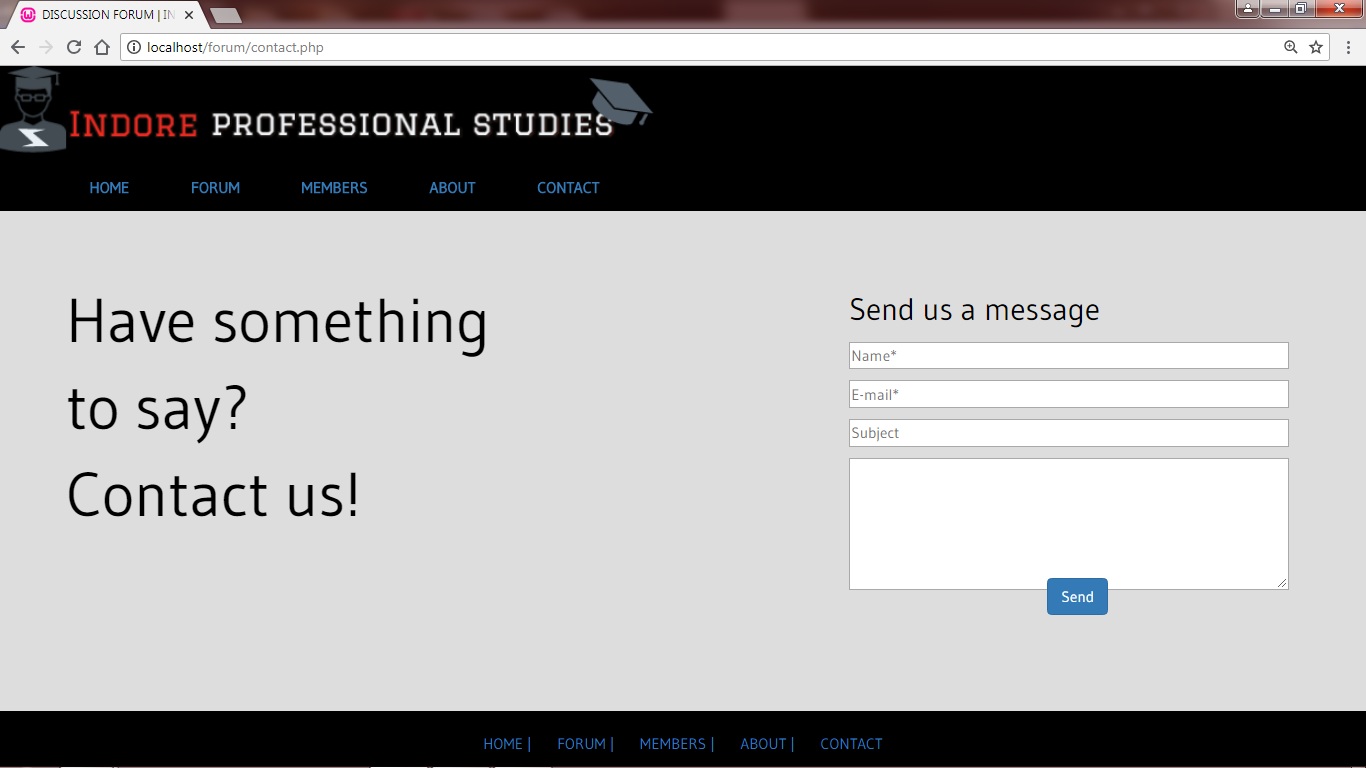 DISCUSSION FORUM | IN
localhost/forum/contact.php
INDORE PROFESSIONAL STUDIES
HOME FORUM MEMBERS ABOUT CONTACT
Have something
to say?
Contact us!
Send us a message
Name*
E-mail*
Subject
Send
HOME | FORUM | MEMBERS | ABOUT | CONTACT